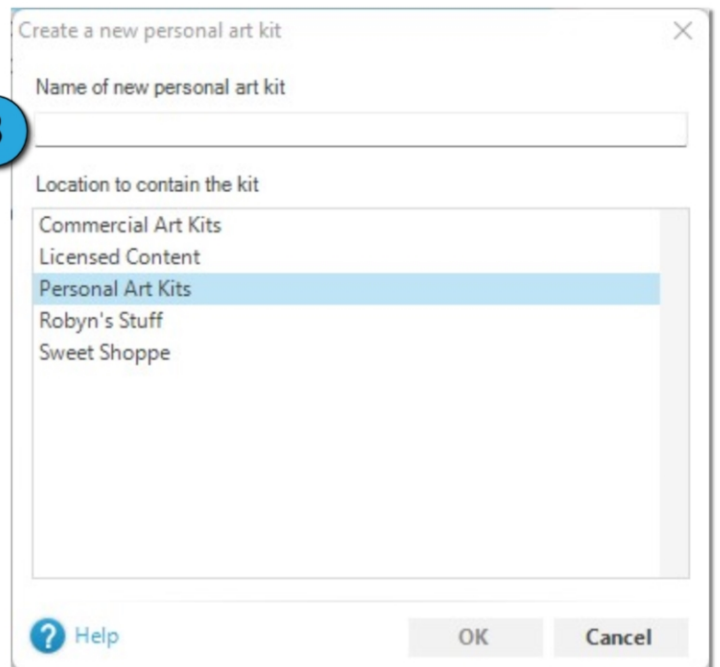 Create a new personal art kit
Name of new personal art kit
Location to contain the kit
Commercial Art Kits
Licensed Content
Personal Art Kits
Robyn's Stuff
Sweet Shoppe
? Help
OK
Cancel